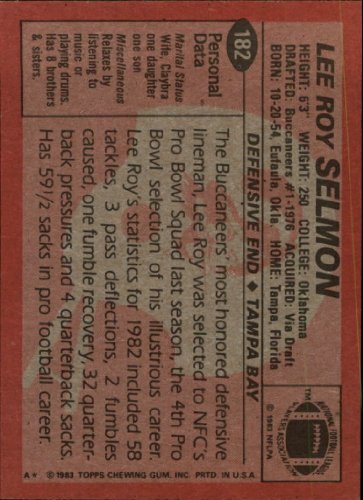 LEE ROY SELMON
HEIGHT: 6'3" WEIGHT: 250 COLLEGE: Oklahoma
DRAFTED: Buccaneers #1-1976 ACQUIRED: Via Draft
BORN: 10-20-54, Eufaula, Okla. HOME: Tampa, Florida
182
DEFENSIVE END ★ TAMPA BAY
Personal
Data
Marital Status:
Wife, Claybra
one daughter
one son
Miscellaneous
Relaxes by
listening to
music or
playing drums.
Has 8 brothers
& sisters.
The Buccaneers' most honored defensive
lineman, Lee Roy was selected to NFC's
Pro Bowl Squad last season, the 4th Pro
Bowl selection of his illustrious career.
Lee Roy's statistics for 1982 included 58
tackles, 3 pass deflections, 2 fumbles
caused, one fumble recovery, 32 quarter-
back pressures and 4 quarterback sacks.
Has 59½ sacks in pro football career.
NATIONAL FOOTBALL LEAGUE
PLAYERS ASSOCIATION
© 1983 NFLPA
A★ © 1983 TOPPS CHEWING GUM, INC. PRTD. IN U.S.A.